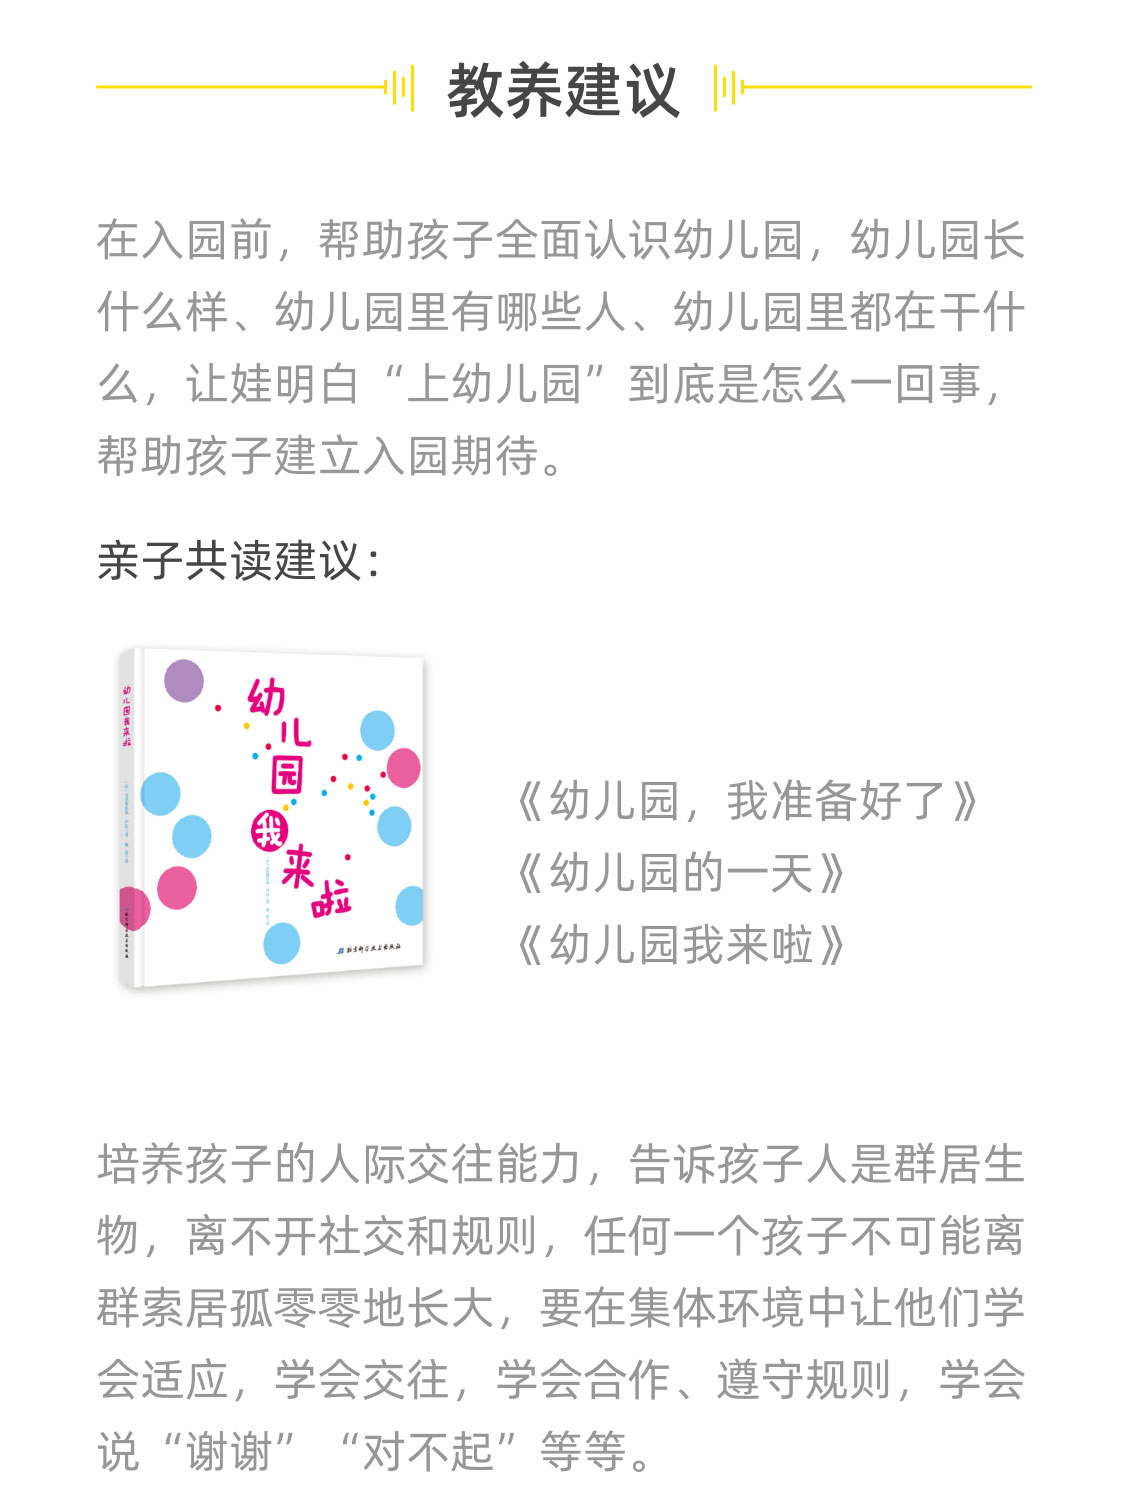 教养建议
在入园前，帮助孩子全面认识幼儿园，幼儿园长
什么样、幼儿园里有哪些人、幼儿园里都在干什
么，让娃明白“上幼儿园”到底是怎么一回事，
帮助孩子建立入园期待。
亲子共读建议：
幼儿园我来啦
幼
儿
园
我
来
啦
北京科学技术出版社
《幼儿园，我准备好了》
《幼儿园的一天》
《幼儿园我来啦》
培养孩子的人际交往能力，告诉孩子人是群居生
物，离不开社交和规则，任何一个孩子不可能离
群索居孤零零地长大，要在集体环境中让他们学
会适应，学会交往，学会合作、遵守规则，学会
说“谢谢”“对不起”等等。